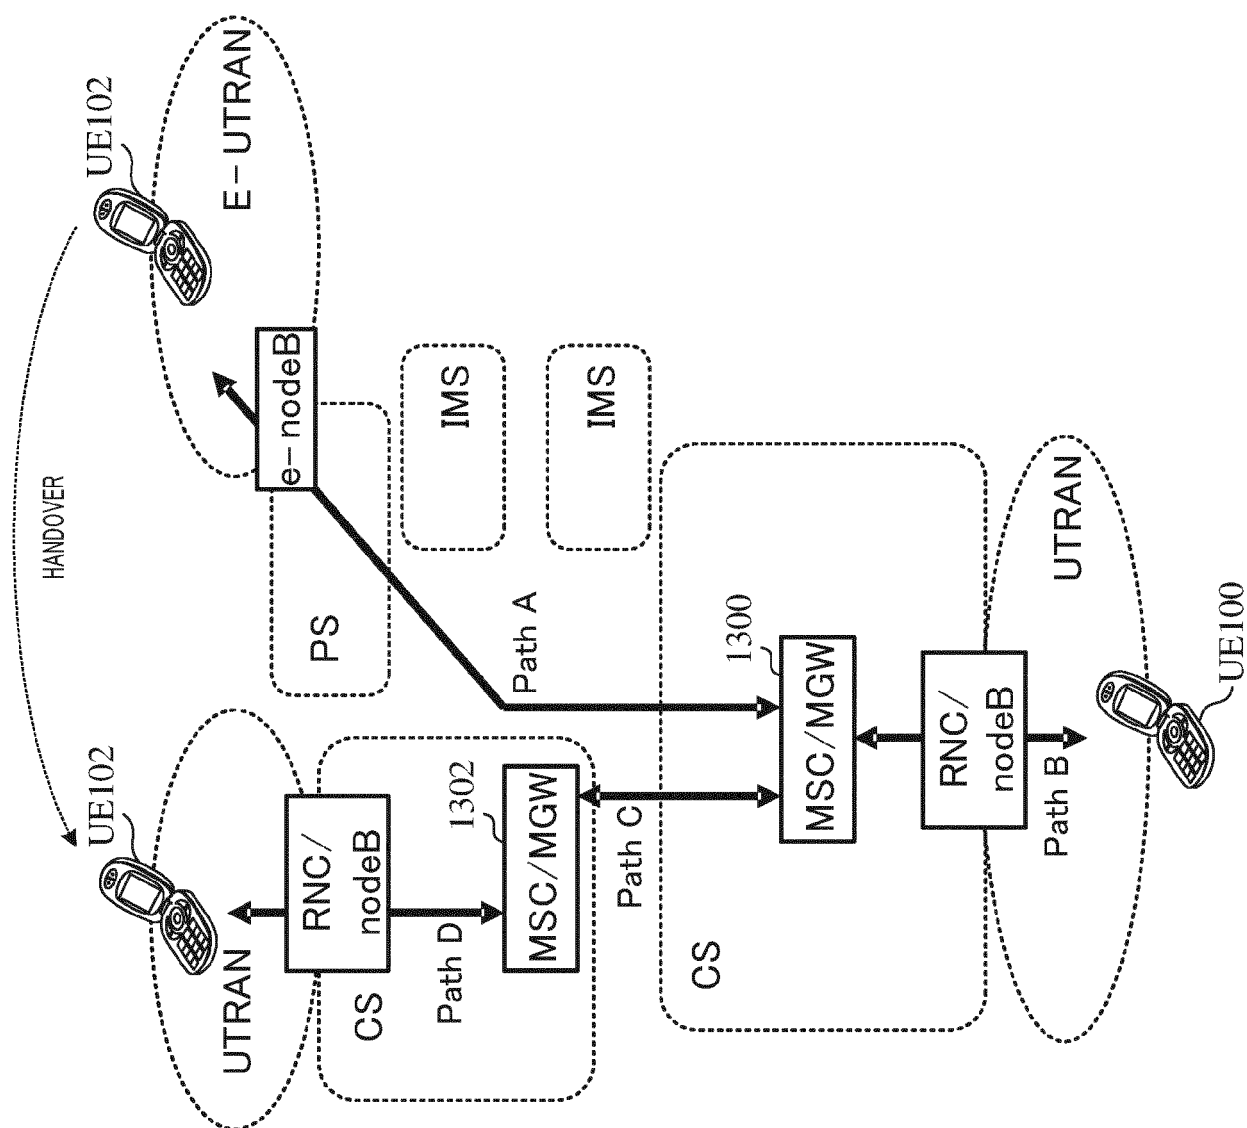 HANDOVER
UE102
E-UTRAN
e-nodeB
PS
IMS
IMS
Path A
UE102
UTRAN
RNC/
nodeB
CS
Path D
1302
MSC/MGW
Path C
CS
1300
MSC/MGW
RNC/
nodeB
Path B
UTRAN
UE100